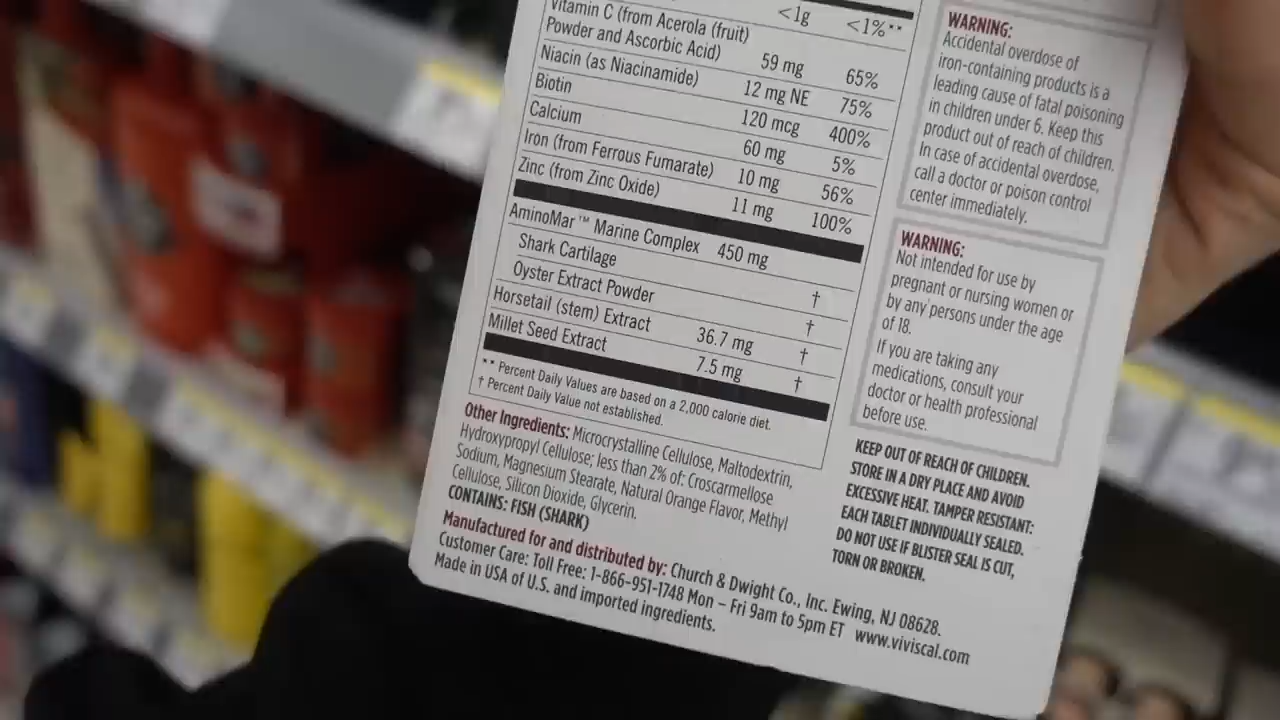 <1g <1%**
Vitamin C (from Acerola (fruit)
Powder and Ascorbic Acid) 59 mg 65%
Niacin (as Niacinamide) 12 mg NE 75%
Biotin 120 mcg 400%
Calcium 60 mg 5%
Iron (from Ferrous Fumarate) 10 mg 56%
Zinc (from Zinc Oxide) 11 mg 100%
AminoMar™ Marine Complex 450 mg
Shark Cartilage †
Oyster Extract Powder †
Horsetail (stem) Extract 36.7 mg †
Millet Seed Extract 7.5 mg †
** Percent Daily Values are based on a 2,000 calorie diet.
† Percent Daily Value not established.
Other Ingredients: Microcrystalline Cellulose, Maltodextrin,
Hydroxypropyl Cellulose; less than 2% of: Croscarmellose
Sodium, Magnesium Stearate, Natural Orange Flavor, Methyl
Cellulose, Silicon Dioxide, Glycerin.
CONTAINS: FISH (SHARK)
Manufactured for and distributed by: Church & Dwight Co., Inc. Ewing, NJ 08628.
Customer Care: Toll Free: 1-866-951-1748 Mon – Fri 9am to 5pm ET www.viviscal.com
Made in USA of U.S. and imported ingredients.
WARNING:
Accidental overdose of
iron-containing products is a
leading cause of fatal poisoning
in children under 6. Keep this
product out of reach of children.
In case of accidental overdose,
call a doctor or poison control
center immediately.
WARNING:
Not intended for use by
pregnant or nursing women or
by any persons under the age
of 18.
If you are taking any
medications, consult your
doctor or health professional
before use.
KEEP OUT OF REACH OF CHILDREN.
STORE IN A DRY PLACE AND AVOID
EXCESSIVE HEAT. TAMPER RESISTANT:
EACH TABLET INDIVIDUALLY SEALED.
DO NOT USE IF BLISTER SEAL IS CUT,
TORN OR BROKEN.